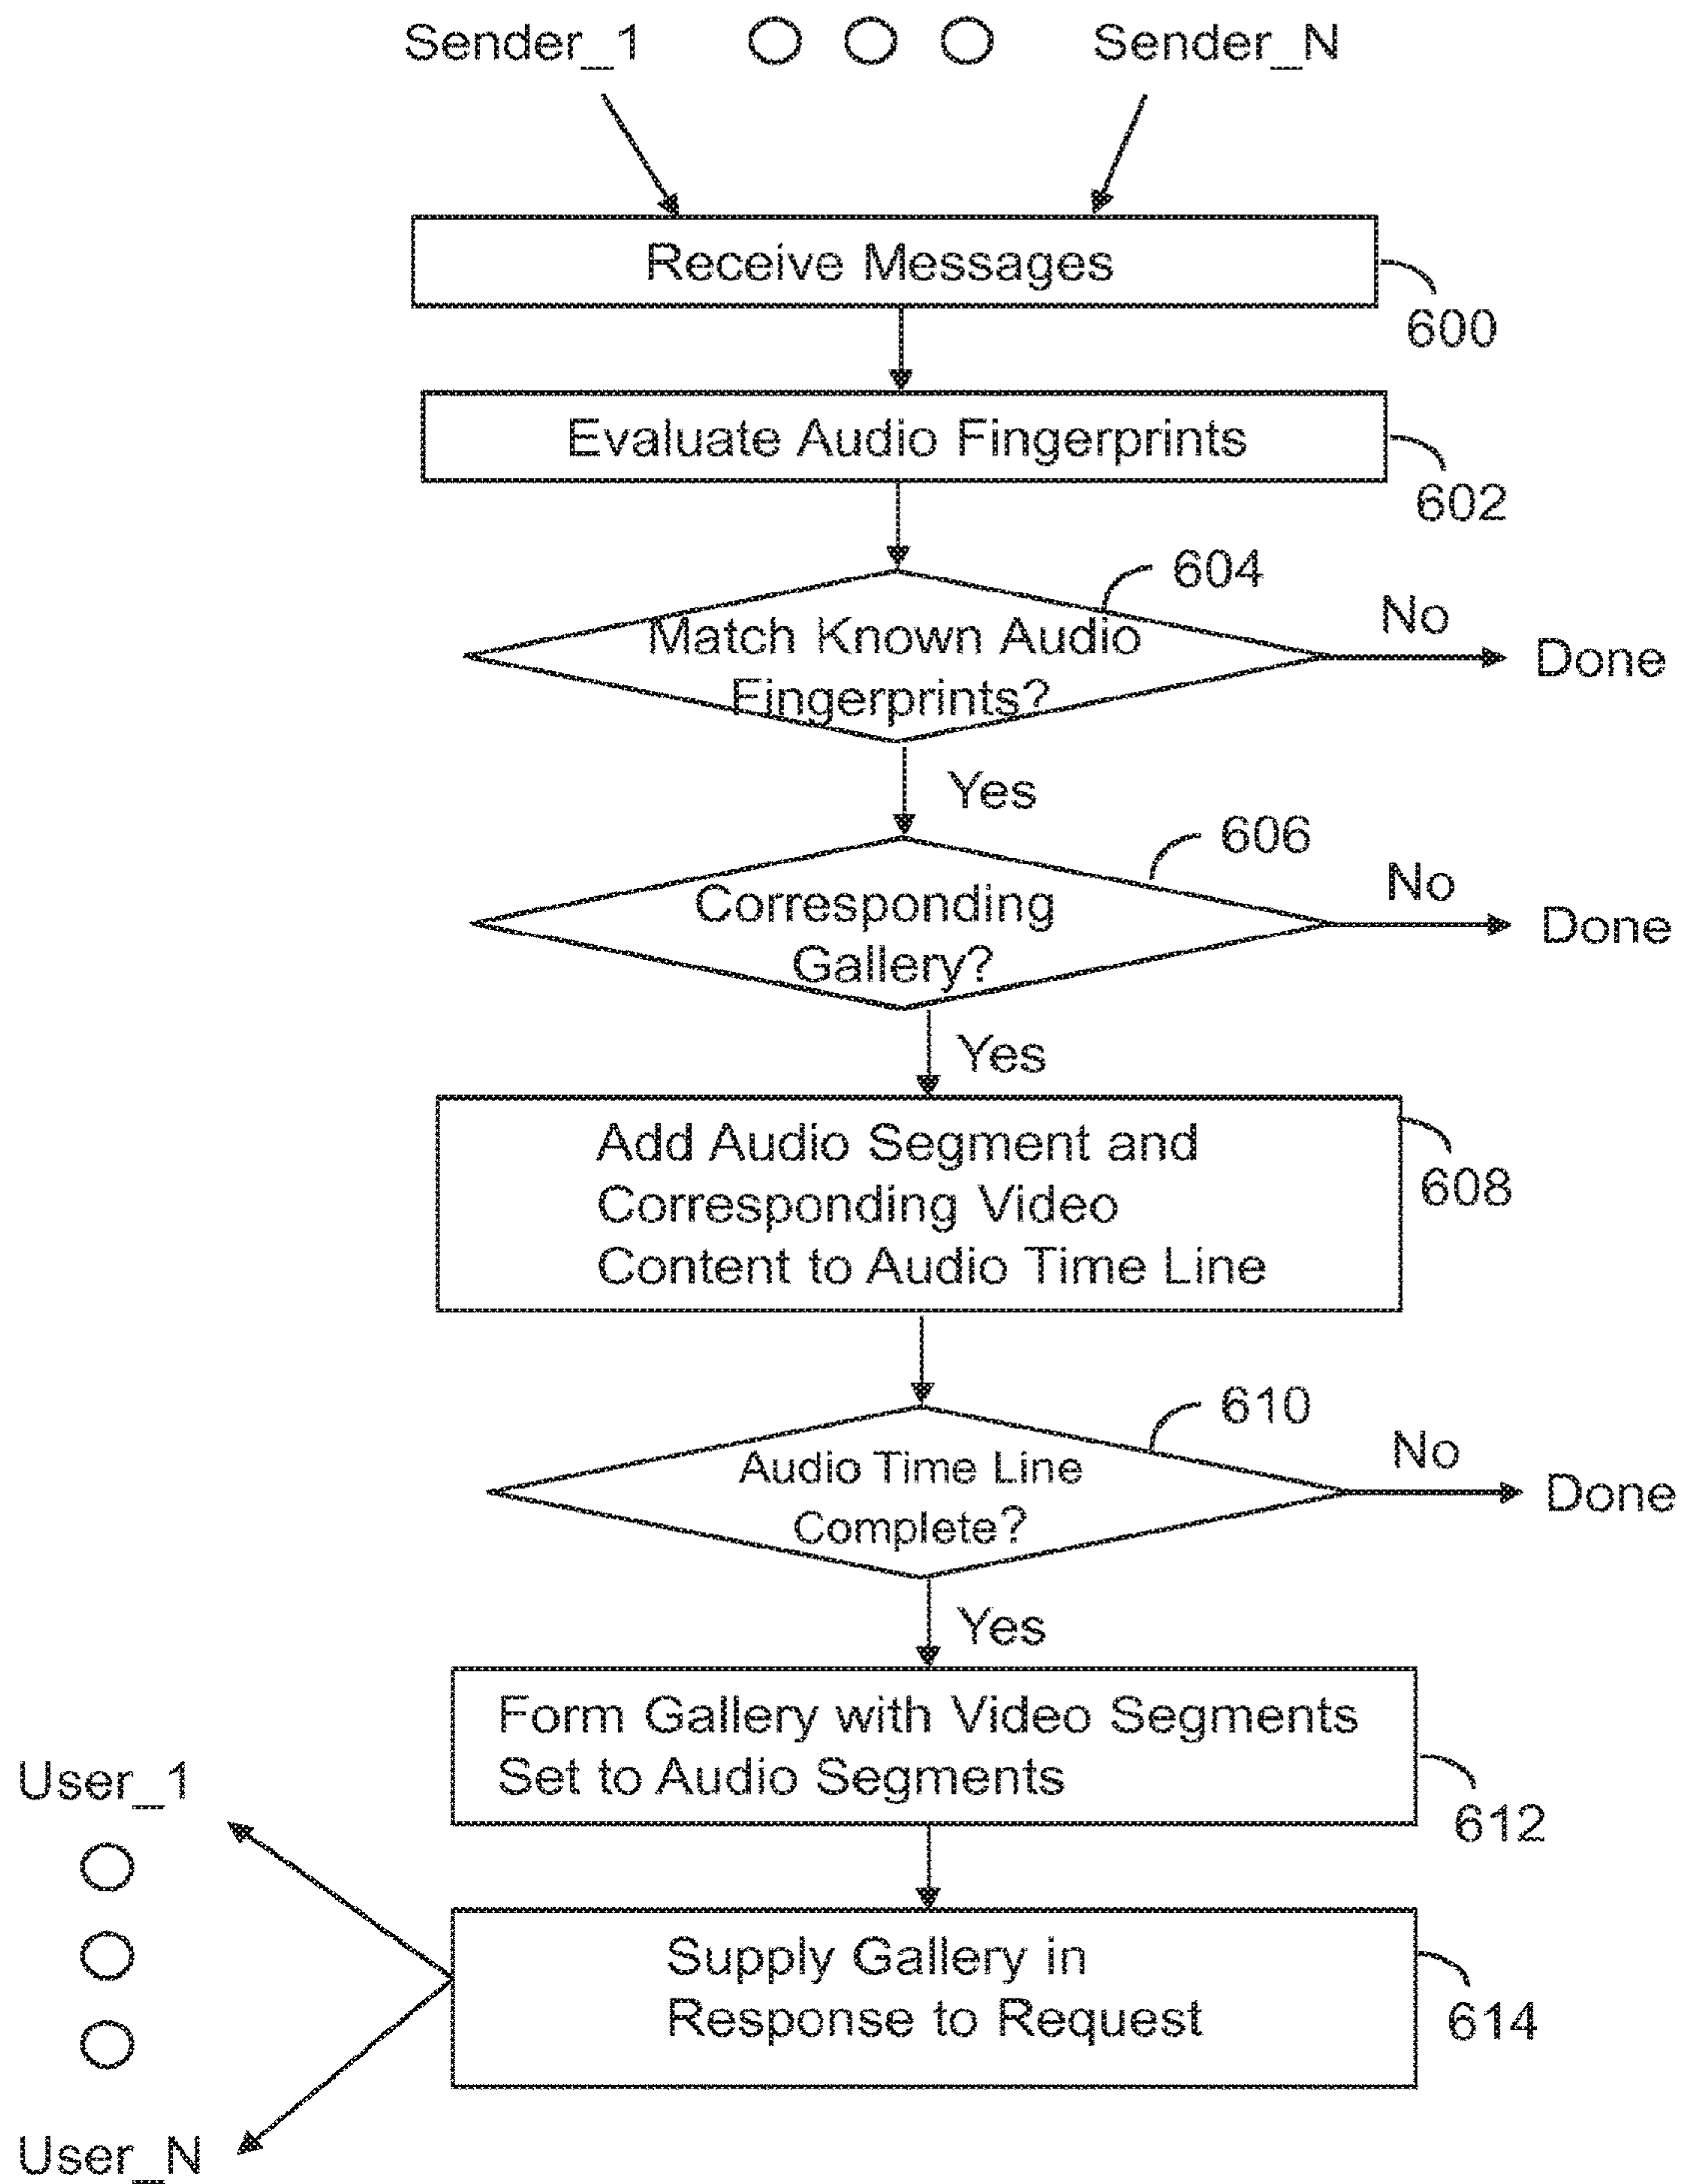 Sender_1
Sender_N
Receive Messages
600
Evaluate Audio Fingerprints
602
604
Match Known Audio
Fingerprints?
No
Done
Yes
606
Corresponding
Gallery?
No
Done
Yes
Add Audio Segment and
Corresponding Video
Content to Audio Time Line
608
610
Audio Time Line
Complete?
No
Done
Yes
Form Gallery with Video Segments
Set to Audio Segments
612
User_1
Supply Gallery in
Response to Request
614
User_N